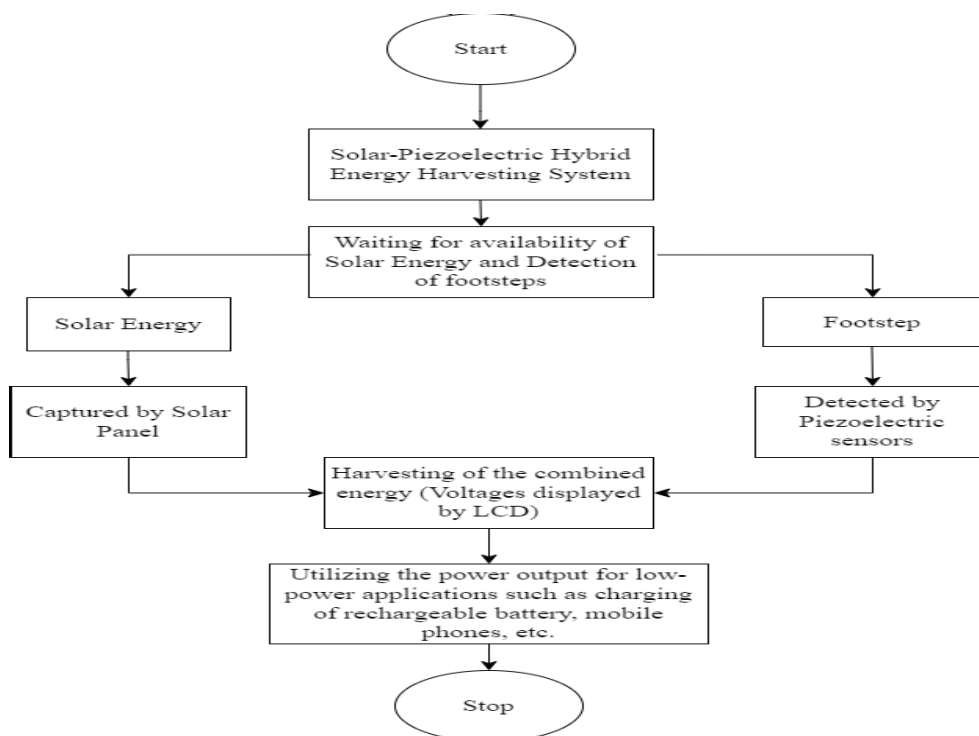 Start
Solar-Piezoelectric Hybrid
Energy Harvesting System
Waiting for availability of
Solar Energy and Detection
of footsteps
Solar Energy
Footstep
Captured by Solar
Panel
Detected by
Piezoelectric
sensors
Harvesting of the combined
energy (Voltages displayed
by LCD)
Utilizing the power output for low-
power applications such as charging
of rechargeable battery, mobile
phones, etc.
Stop